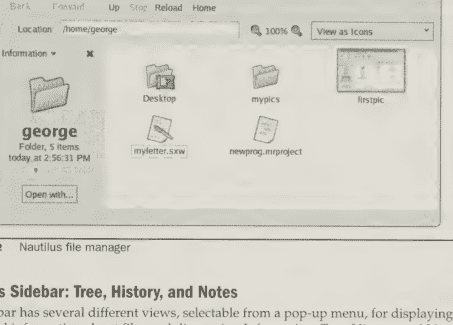 Back Forward Up Stop Reload Home
Location /home/george 100% View as Icons
Information
Desktop mypics firstpic
george
Folder, 5 items
today at 2:56:31 PM
myletter.sxw newprog.mrproject
Open with...
Nautilus file manager
s Sidebar: Tree, History, and Notes
bar has several different views, selectable from a pop-up menu, for displaying